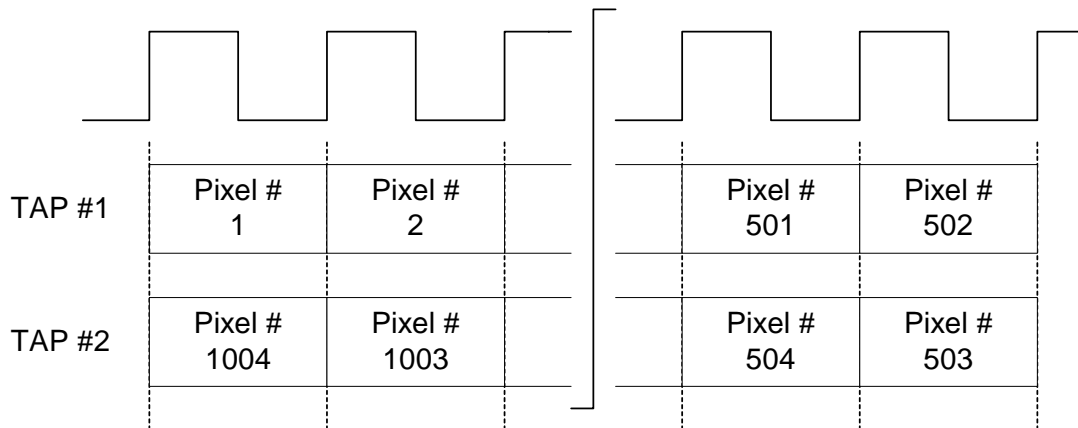 TAP #1
Pixel #
1
Pixel #
2
Pixel #
501
Pixel #
502
TAP #2
Pixel #
1004
Pixel #
1003
Pixel #
504
Pixel #
503